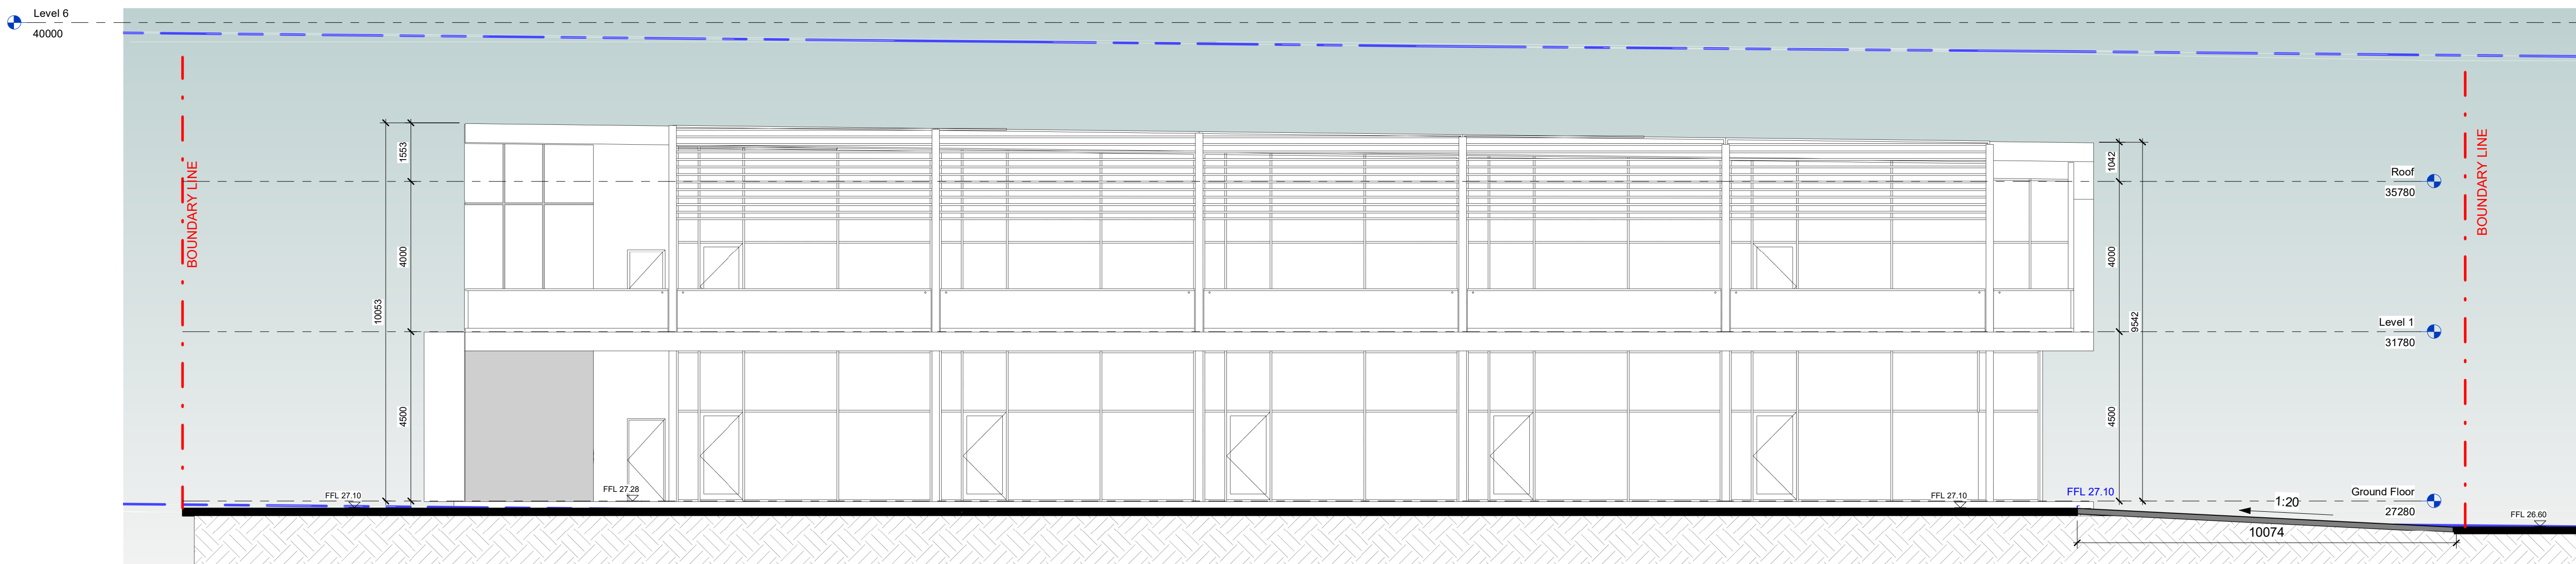 Level 6
40000
BOUNDARY LINE
BOUNDARY LINE
1553
1042
Roof
35780
4000
4000
10053
9542
Level 1
31780
4500
4500
FFL 27.10
FFL 27.28
FFL 27.10
FFL 27.10
Ground Floor
27280
1:20
FFL 26.60
10074